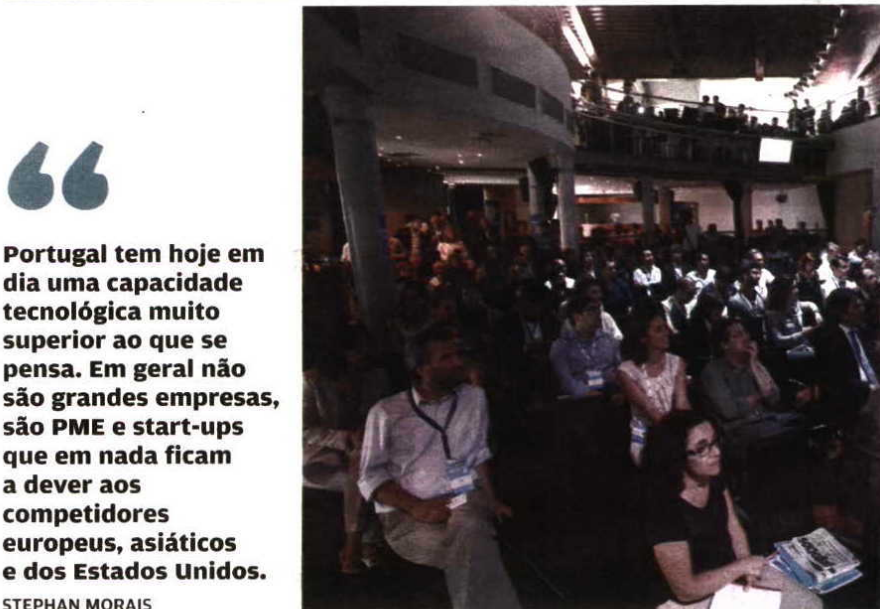 “
Portugal tem hoje em
dia uma capacidade
tecnológica muito
superior ao que se
pensa. Em geral não
são grandes empresas,
são PME e start-ups
que em nada ficam
a dever aos
competidores
europeus, asiáticos
e dos Estados Unidos.
STEPHAN MORAIS